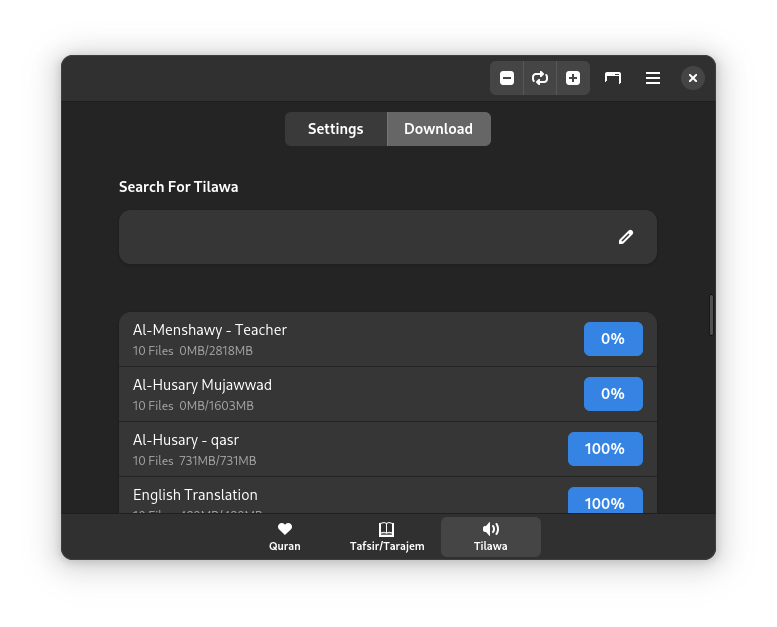 Settings
Download
Search For Tilawa
Al-Menshawy - Teacher
10 Files 0MB/2818MB
0%
Al-Husary Mujawwad
10 Files 0MB/1603MB
0%
Al-Husary - qasr
10 Files 731MB/731MB
100%
English Translation
100%
Quran
Tafsir/Tarajem
Tilawa